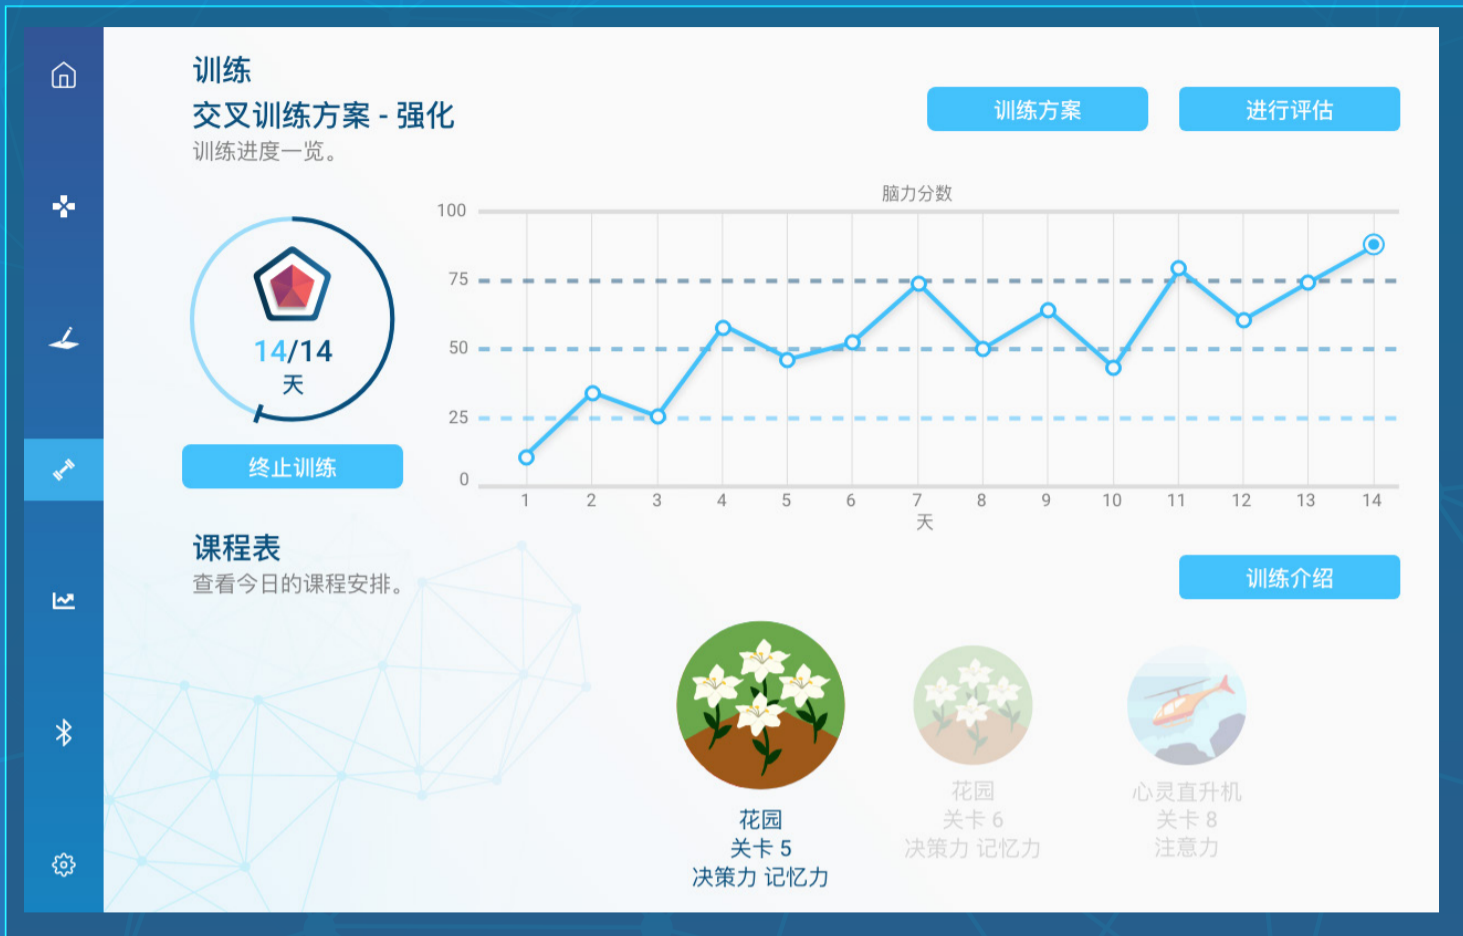 训练
交叉训练方案 - 强化
训练进度一览。
训练方案
进行评估
脑力分数
100
75
50
25
0
1 2 3 4 5 6 7 8 9 10 11 12 13 14
天
14/14
天
终止训练
课程表
查看今日的课程安排。
训练介绍
花园
关卡 5
决策力 记忆力
花园
关卡 6
决策力 记忆力
心灵直升机
关卡 8
注意力